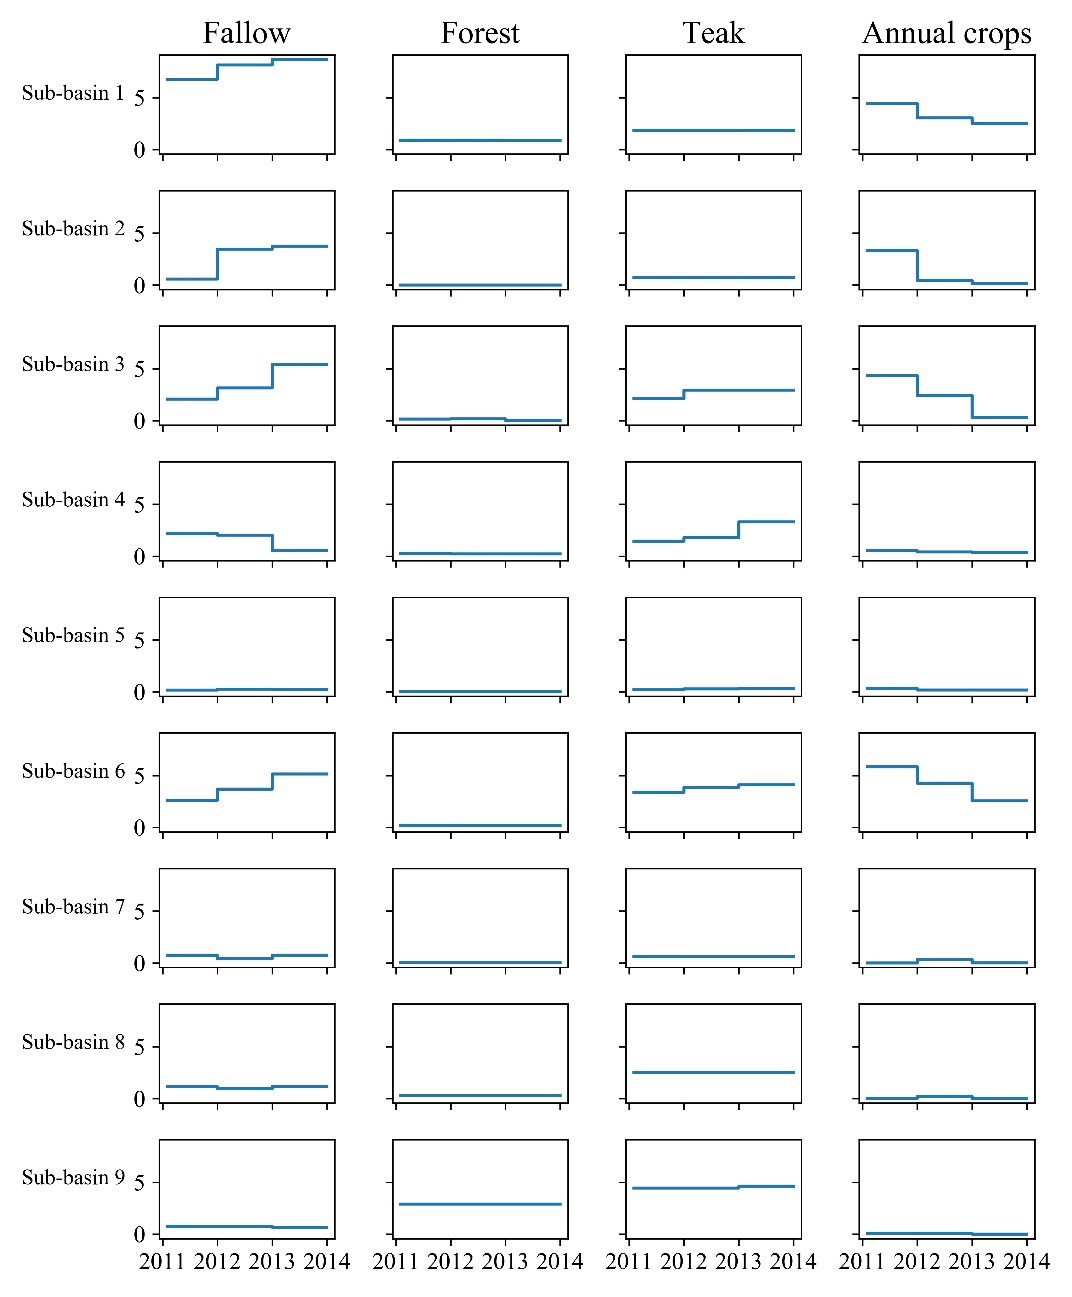 Fallow Forest Teak Annual crops
Sub-basin 1 5
0
Sub-basin 2 5
0
Sub-basin 3 5
0
Sub-basin 4 5
0
Sub-basin 5 5
0
Sub-basin 6 5
0
Sub-basin 7 5
0
Sub-basin 8 5
0
Sub-basin 9 5
0
2011 2012 2013 2014 2011 2012 2013 2014 2011 2012 2013 2014 2011 2012 2013 2014